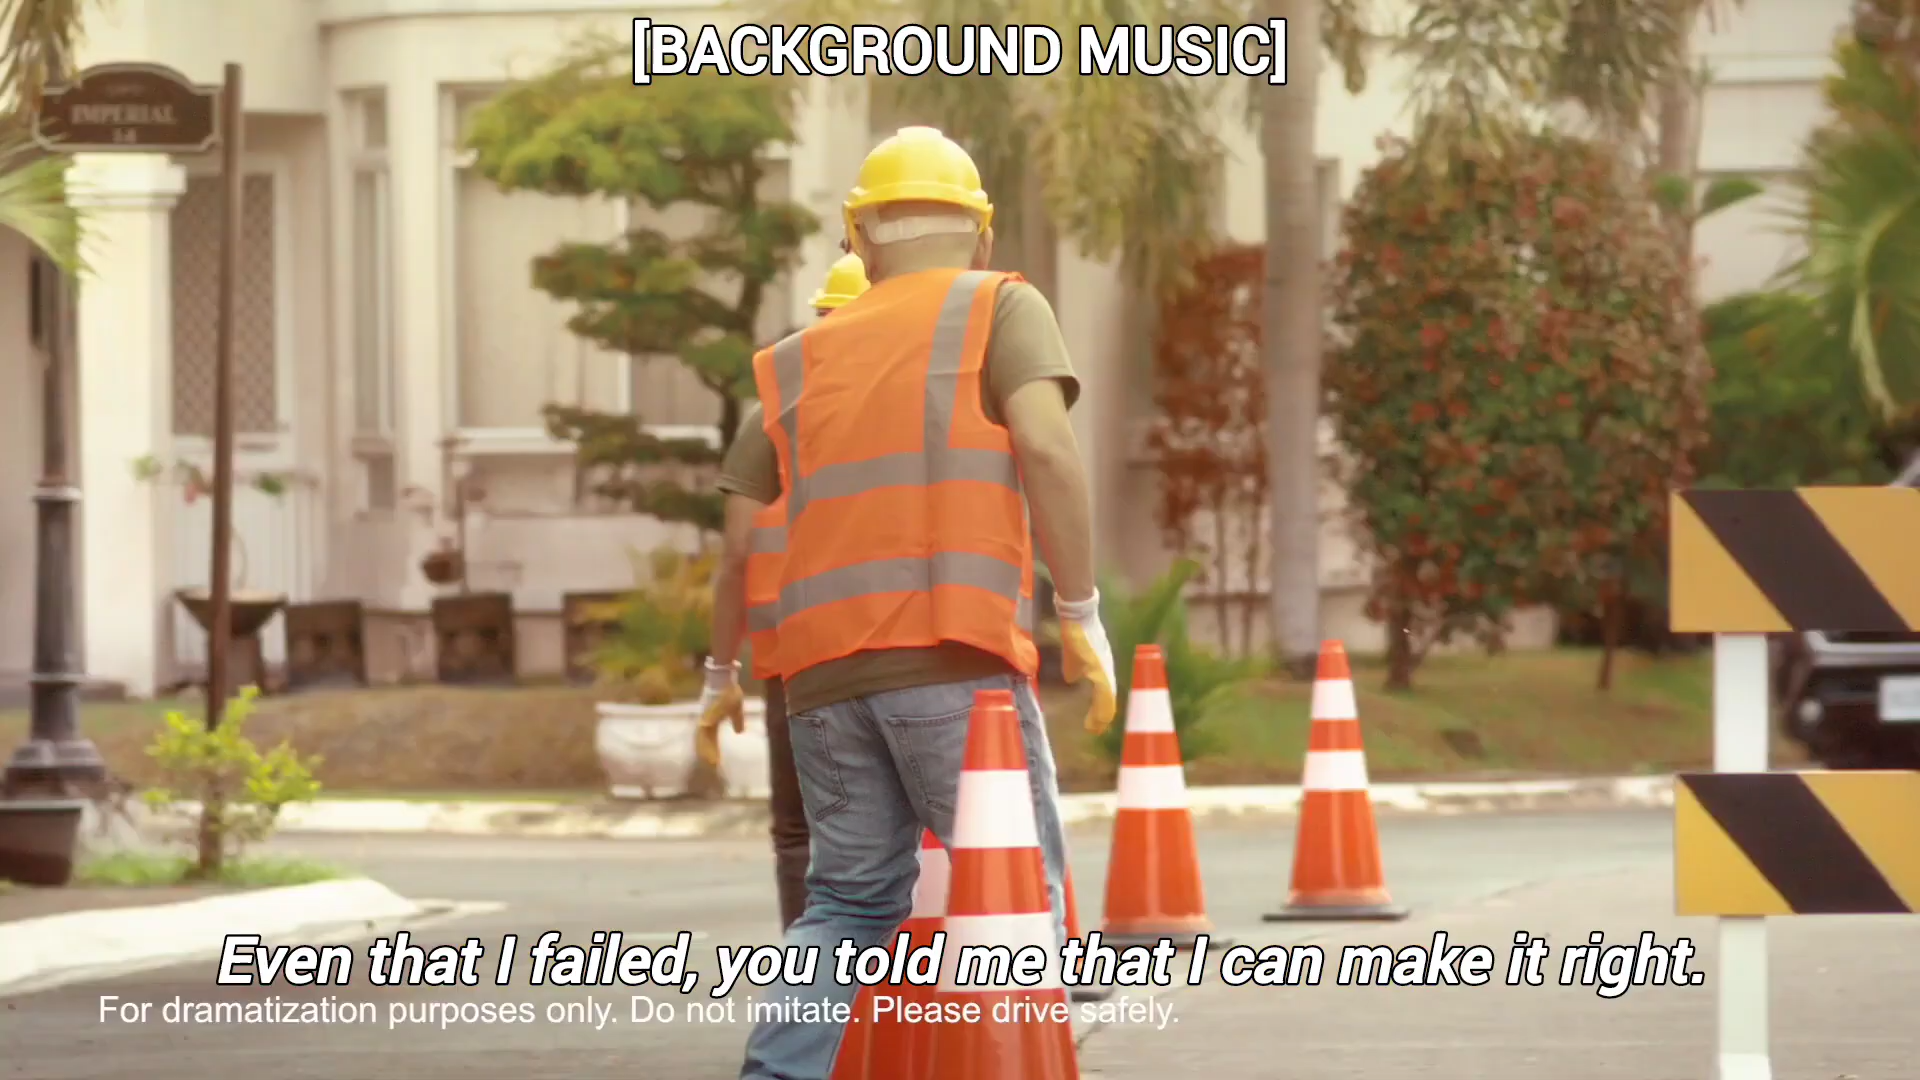 [BACKGROUND MUSIC]
IMPERIAL
Even that I failed, you told me that I can make it right.
For dramatization purposes only. Do not imitate. Please drive safely.